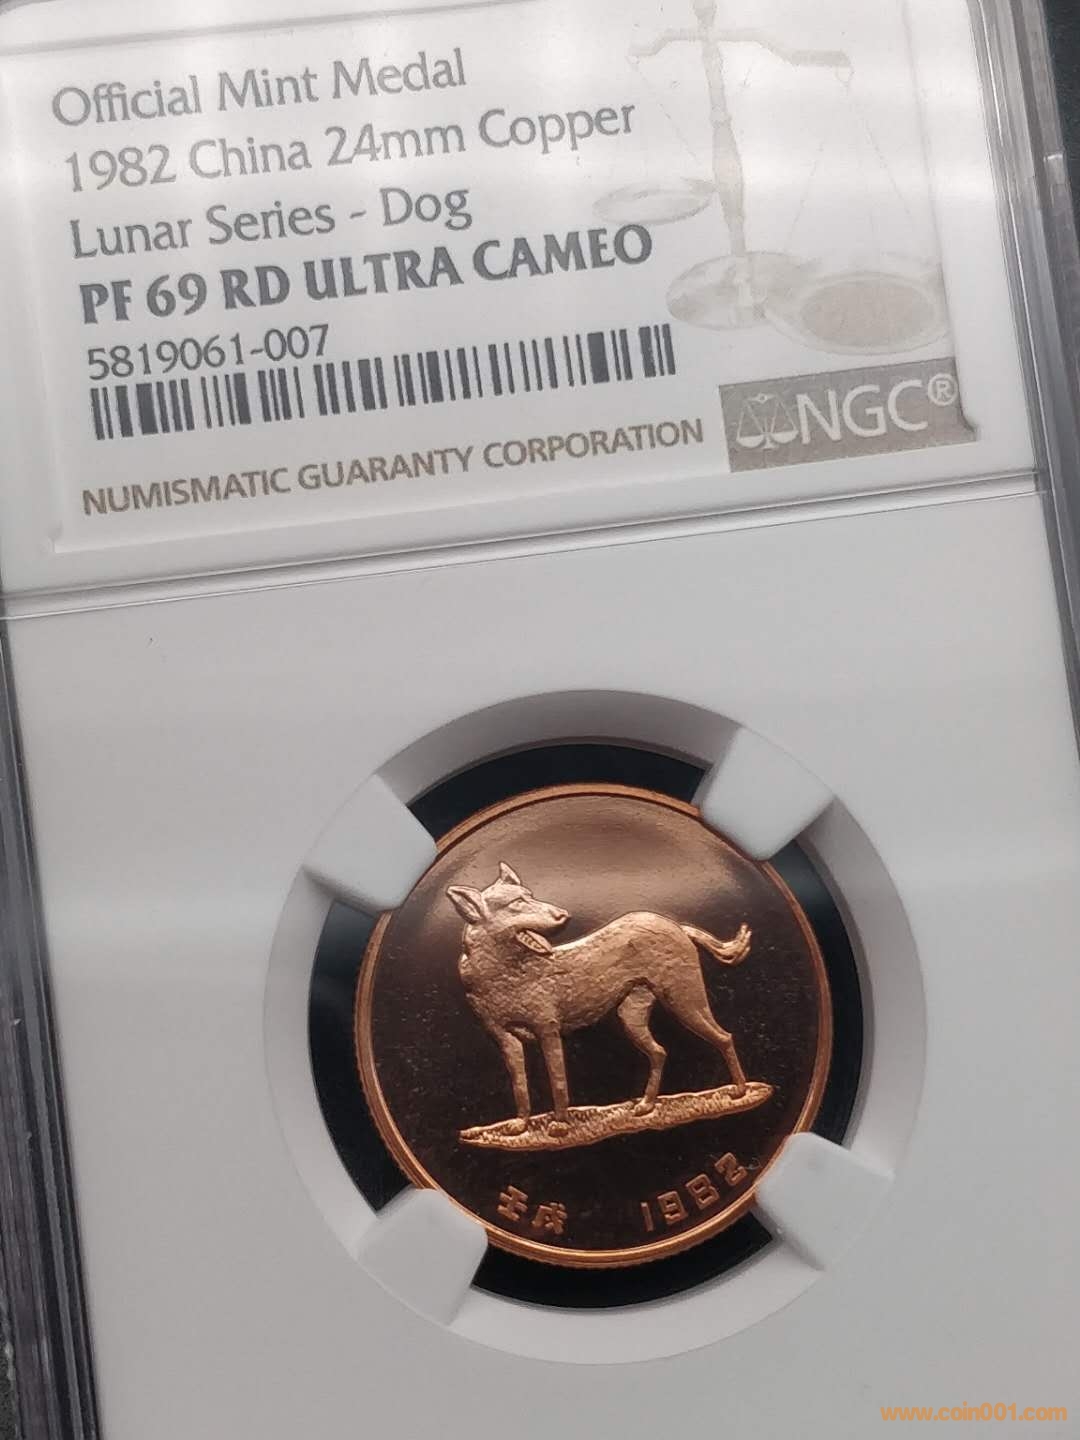 Official Mint Medal
1982 China 24mm Copper
Lunar Series - Dog
PF 69 RD ULTRA CAMEO
5819061-007
NUMISMATIC GUARANTY CORPORATION
NGC®
壬戌 1982
www.coin001.com